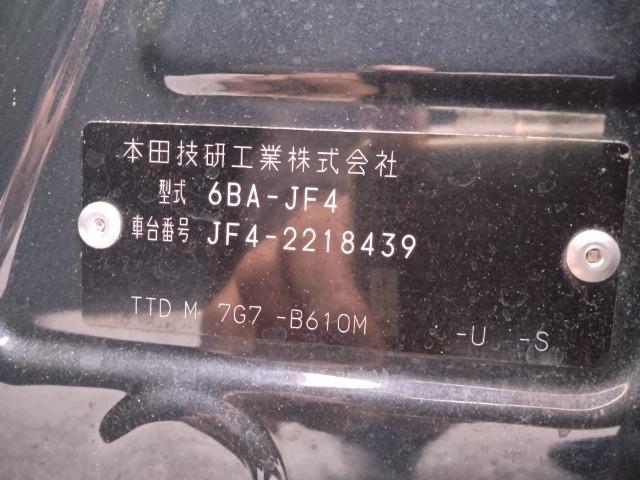 本田技研工業株式会社
型式 6BA-JF4
車台番号 JF4-2218439
TTD M 7G7 -B610M -U -S